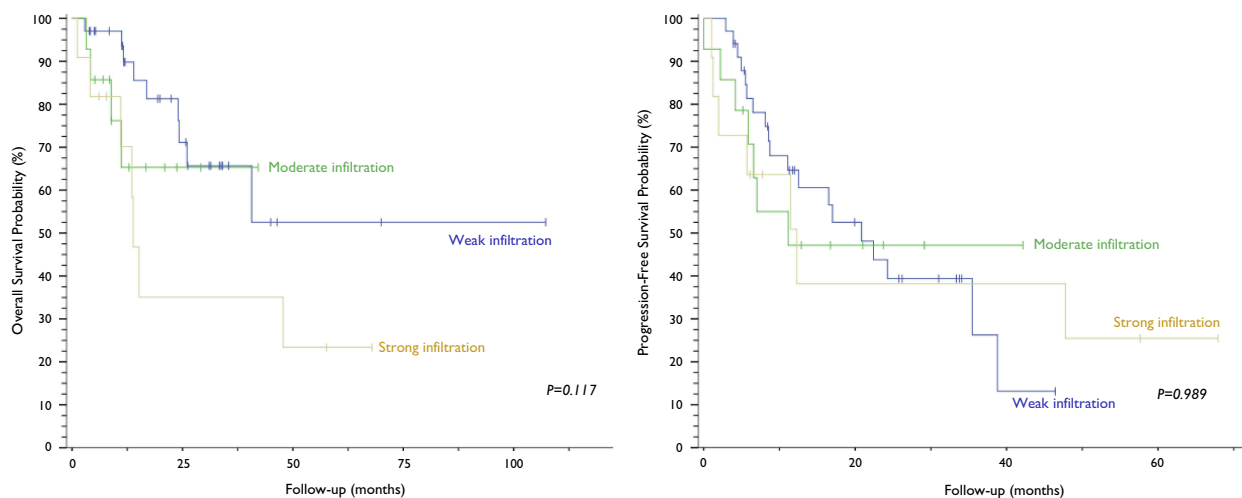 100
90
80
70
60
50
40
30
20
10
0
Overall Survival Probability (%)
Moderate infiltration
Weak infiltration
Strong infiltration
P=0.117
0 25 50 75 100
Follow-up (months)
100
90
80
70
60
50
40
30
20
10
0
Progression-Free Survival Probability (%)
Moderate infiltration
Strong infiltration
Weak infiltration
P=0.989
0 20 40 60
Follow-up (months)